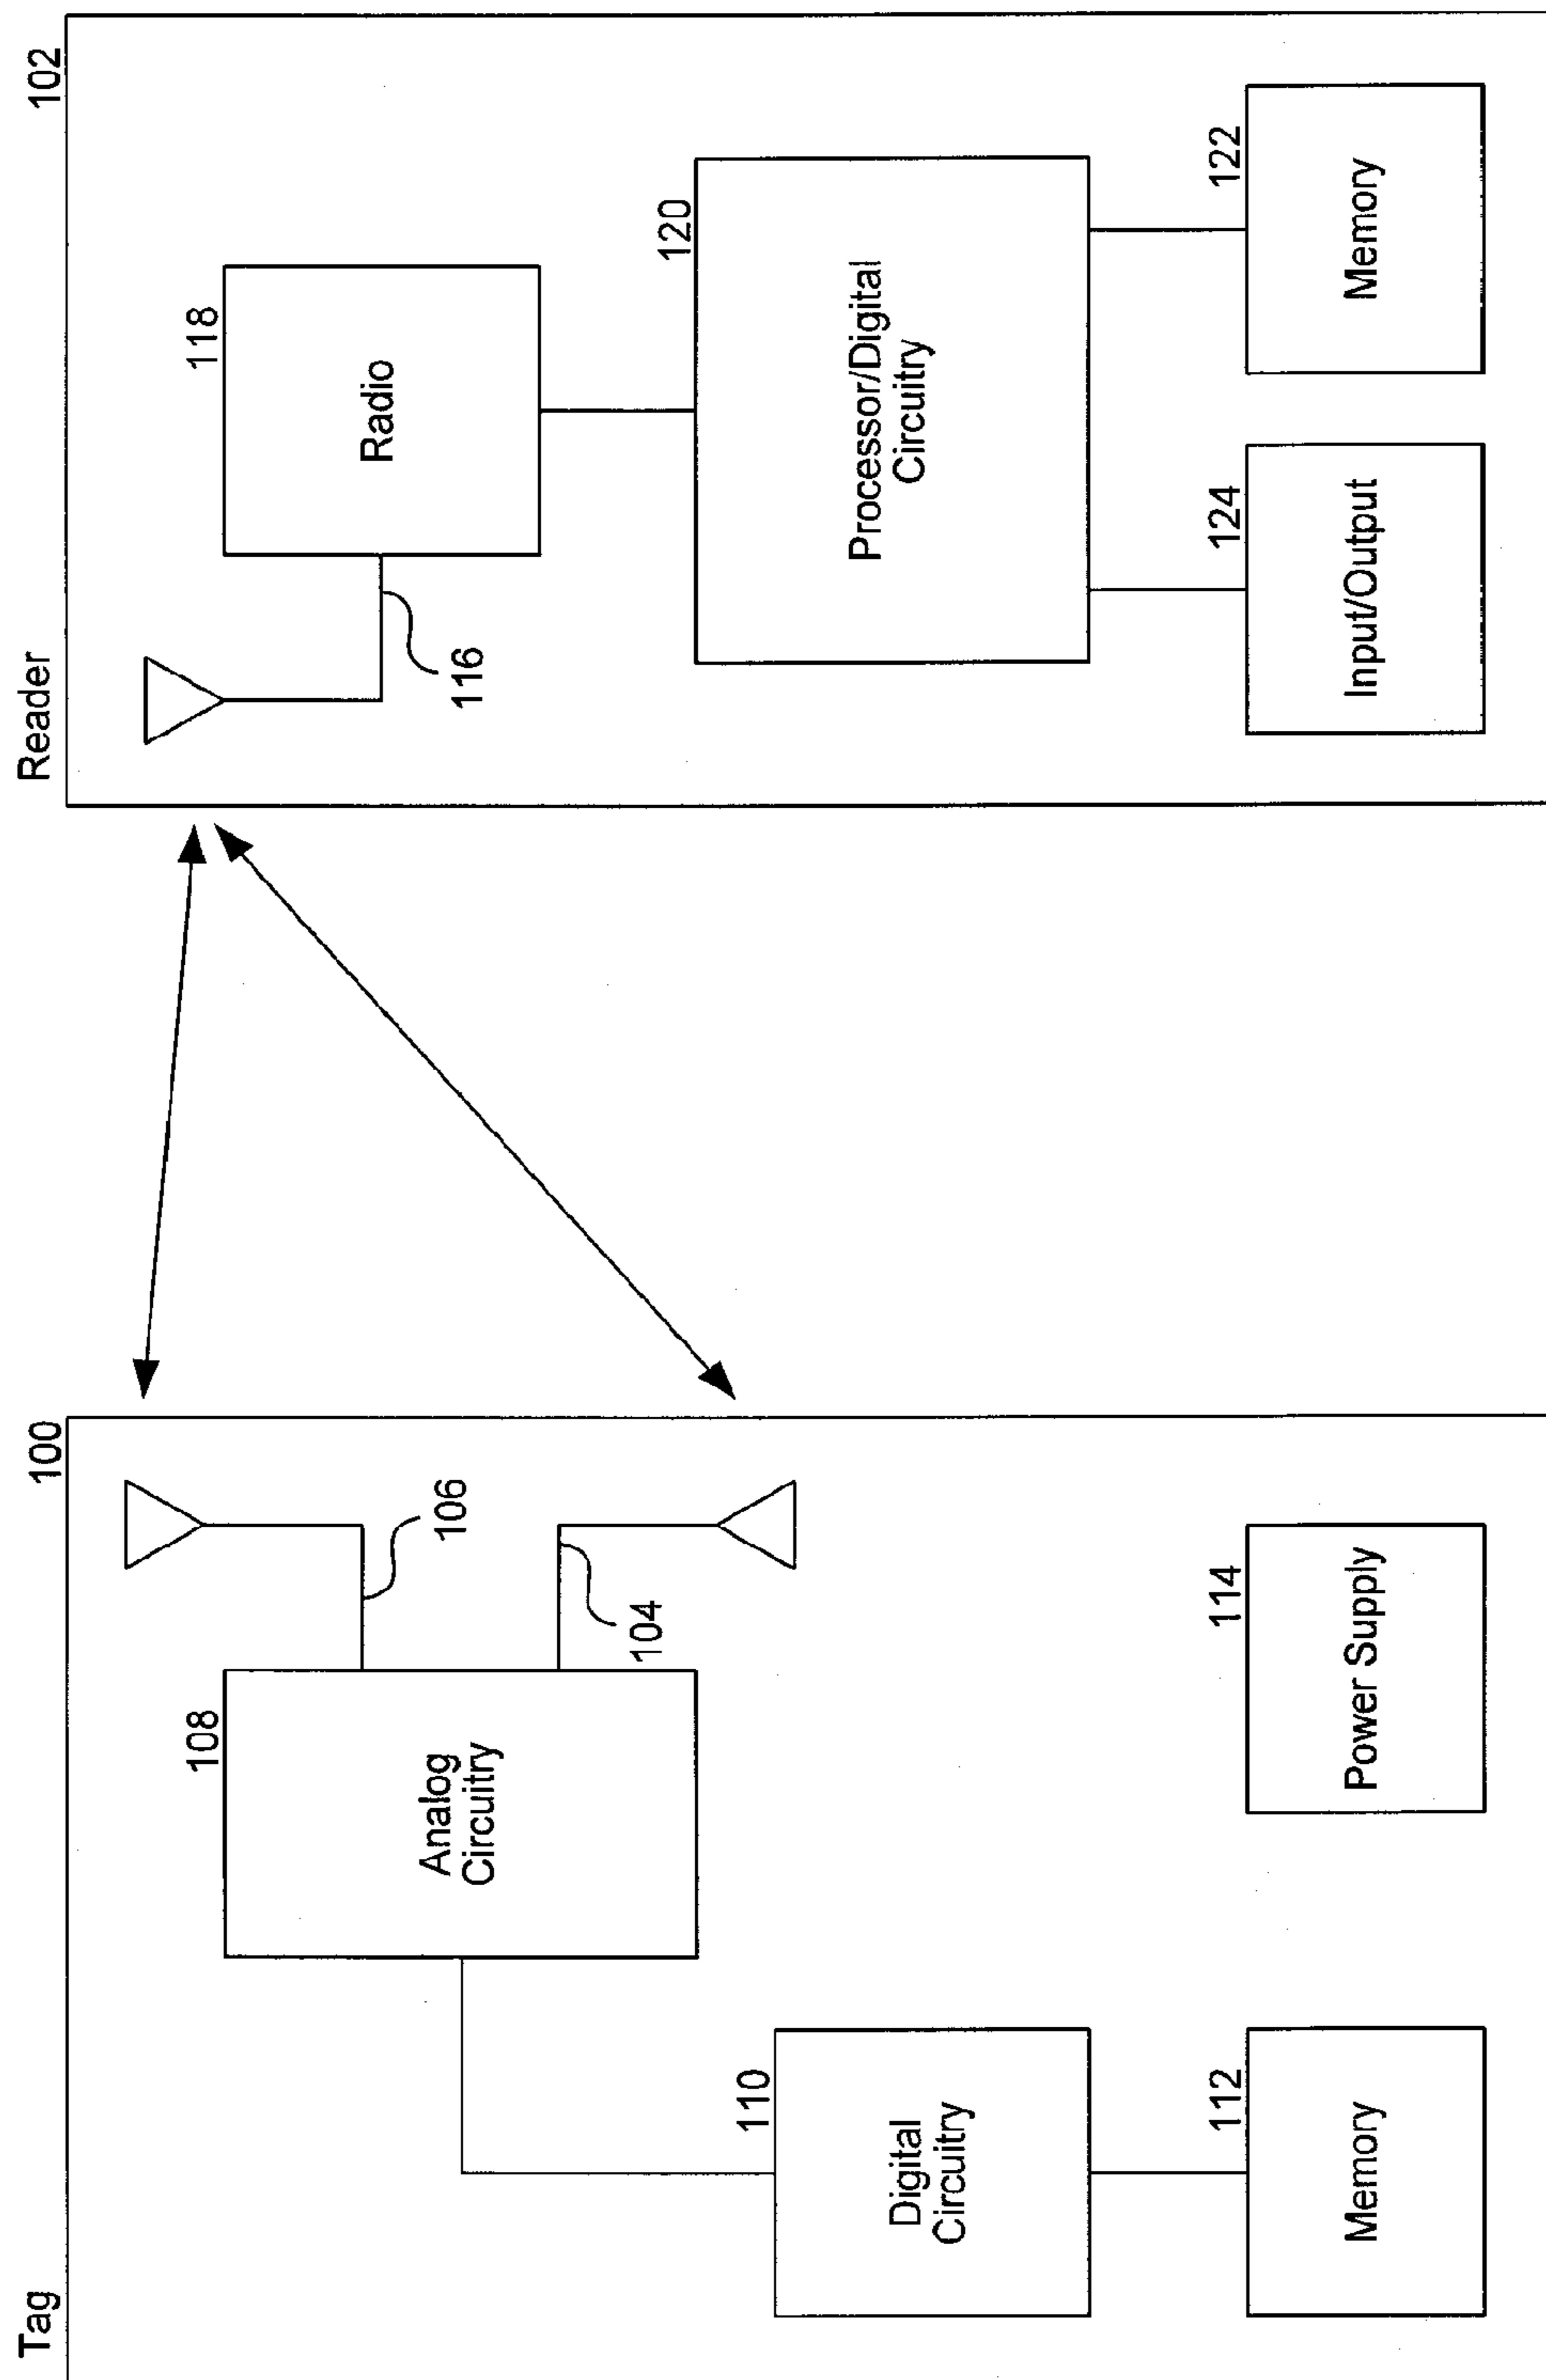 Tag
100
108
Analog
Circuitry
106
104
110
Digital
Circuitry
112
Memory
114
Power Supply
Reader
102
118
Radio
116
120
Processor/Digital
Circuitry
124
Input/Output
122
Memory